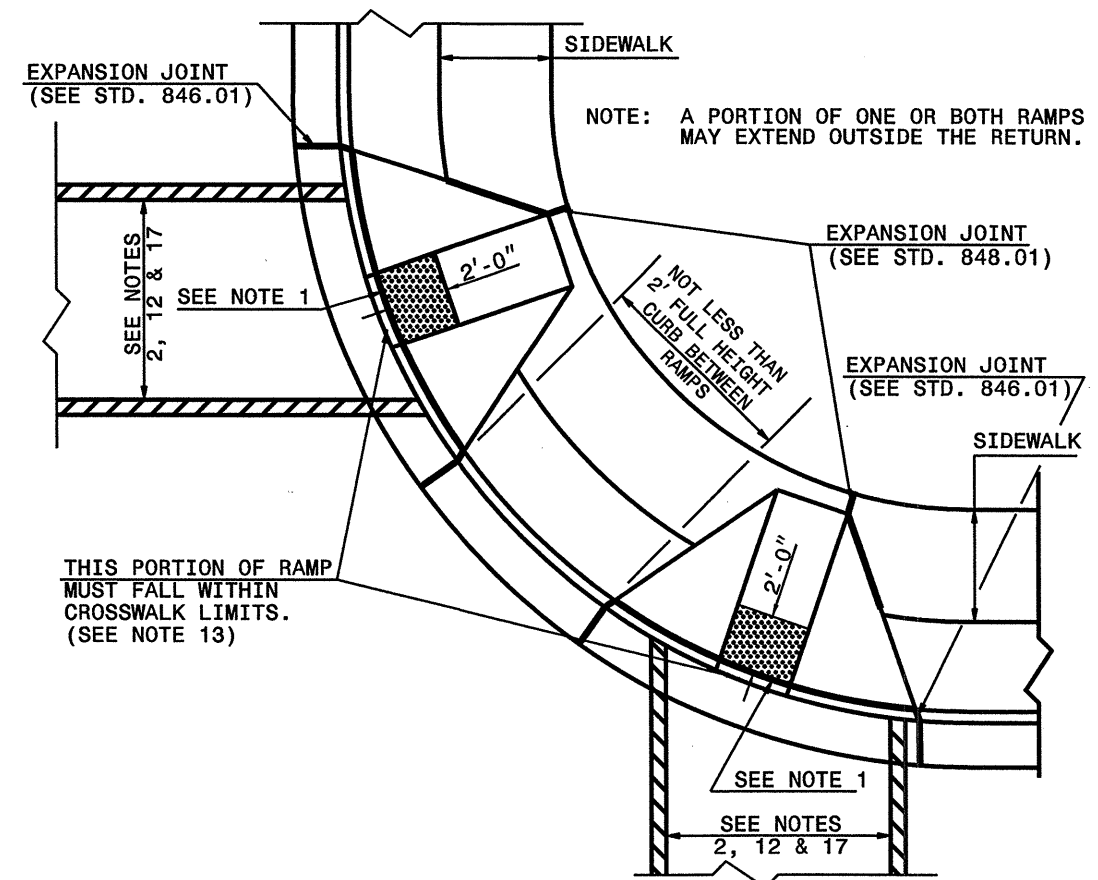 SIDEWALK
EXPANSION JOINT
(SEE STD. 846.01)
NOTE: A PORTION OF ONE OR BOTH RAMPS
MAY EXTEND OUTSIDE THE RETURN.
EXPANSION JOINT
(SEE STD. 848.01)
SEE NOTES
2, 12 & 17
SEE NOTE 1
2'-0"
NOT LESS THAN
2' FULL HEIGHT
CURB BETWEEN
RAMPS
EXPANSION JOINT
(SEE STD. 846.01)
SIDEWALK
THIS PORTION OF RAMP
MUST FALL WITHIN
CROSSWALK LIMITS.
(SEE NOTE 13)
2'-0"
SEE NOTE 1
SEE NOTES
2, 12 & 17